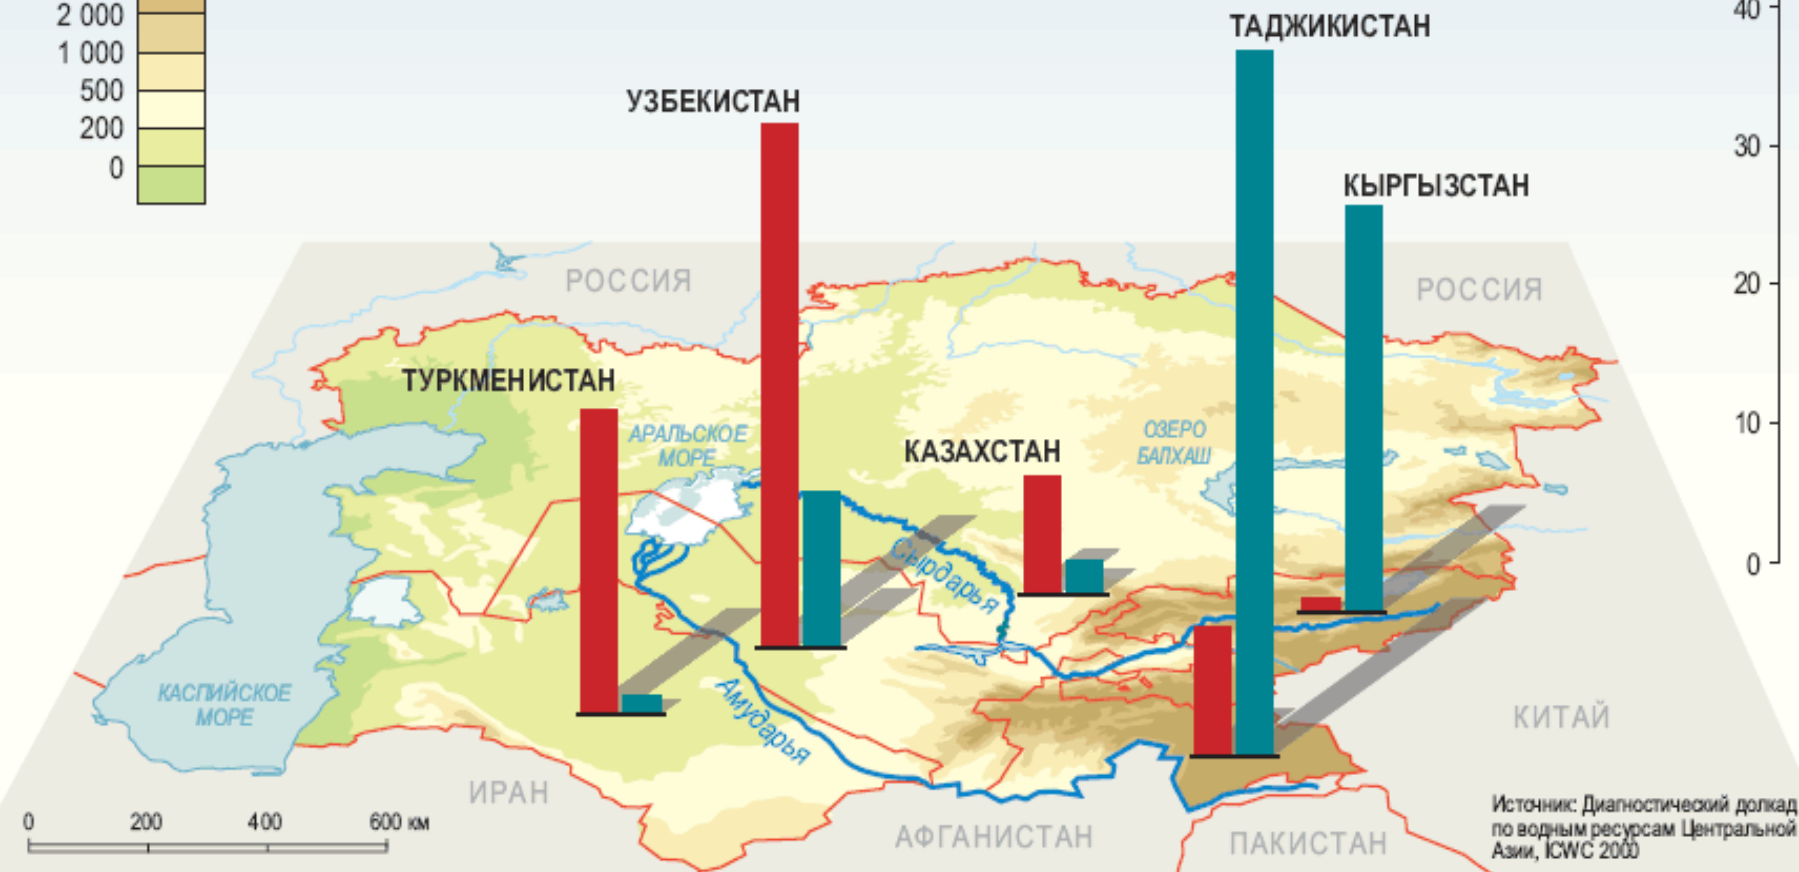 2 000
1 000
500
200
0
40
30
20
10
0
ТАДЖИКИСТАН
УЗБЕКИСТАН
КЫРГЫЗСТАН
РОССИЯ
РОССИЯ
ТУРКМЕНИСТАН
АРАЛЬСКОЕ
МОРЕ
КАЗАХСТАН
ОЗЕРО
БАЛХАШ
Сырдарья
КАСПИЙСКОЕ
МОРЕ
Амударья
КИТАЙ
ИРАН
АФГАНИСТАН
ПАКИСТАН
0 200 400 600 км
Источник: Диагностический долкад
по водным ресурсам Центральной
Азии, ICWC 2000